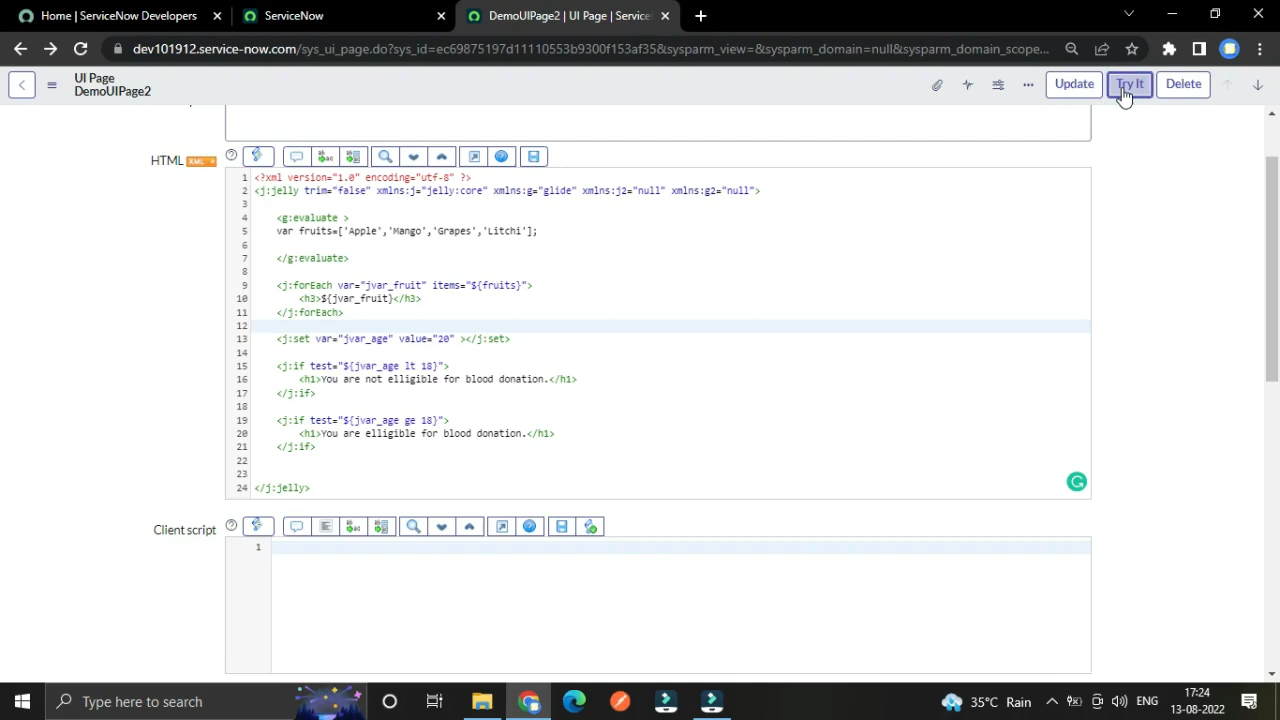 Home | ServiceNow Developers
ServiceNow
DemoUIPage2 | UI Page | Service
dev101912.service-now.com/sys_ui_page.do?sys_id=ec69875197d11110553b9300f153af35&sysparm_view=&sysparm_domain=null&sysparm_domain_scope...
UI Page
DemoUIPage2
Update
Try It
Delete
HTML XML
1 <?xml version="1.0" encoding="utf-8" ?>
2 <j:jelly trim="false" xmlns:j="jelly:core" xmlns:g="glide" xmlns:j2="null" xmlns:g2="null">
3
4 <g:evaluate >
5 var fruits=['Apple','Mango','Grapes','Litchi'];
6
7 </g:evaluate>
8
9 <j:forEach var="jvar_fruit" items="${fruits}">
10 <h3>${jvar_fruit}</h3>
11 </j:forEach>
12
13 <j:set var="jvar_age" value="20" ></j:set>
14
15 <j:if test="${jvar_age lt 18}">
16 <h1>You are not elligible for blood donation.</h1>
17 </j:if>
18
19 <j:if test="${jvar_age ge 18}">
20 <h1>You are elligible for blood donation.</h1>
21 </j:if>
22
23
24 </j:jelly>
Client script
1
Type here to search
35°C Rain
ENG
17:24
13-08-2022